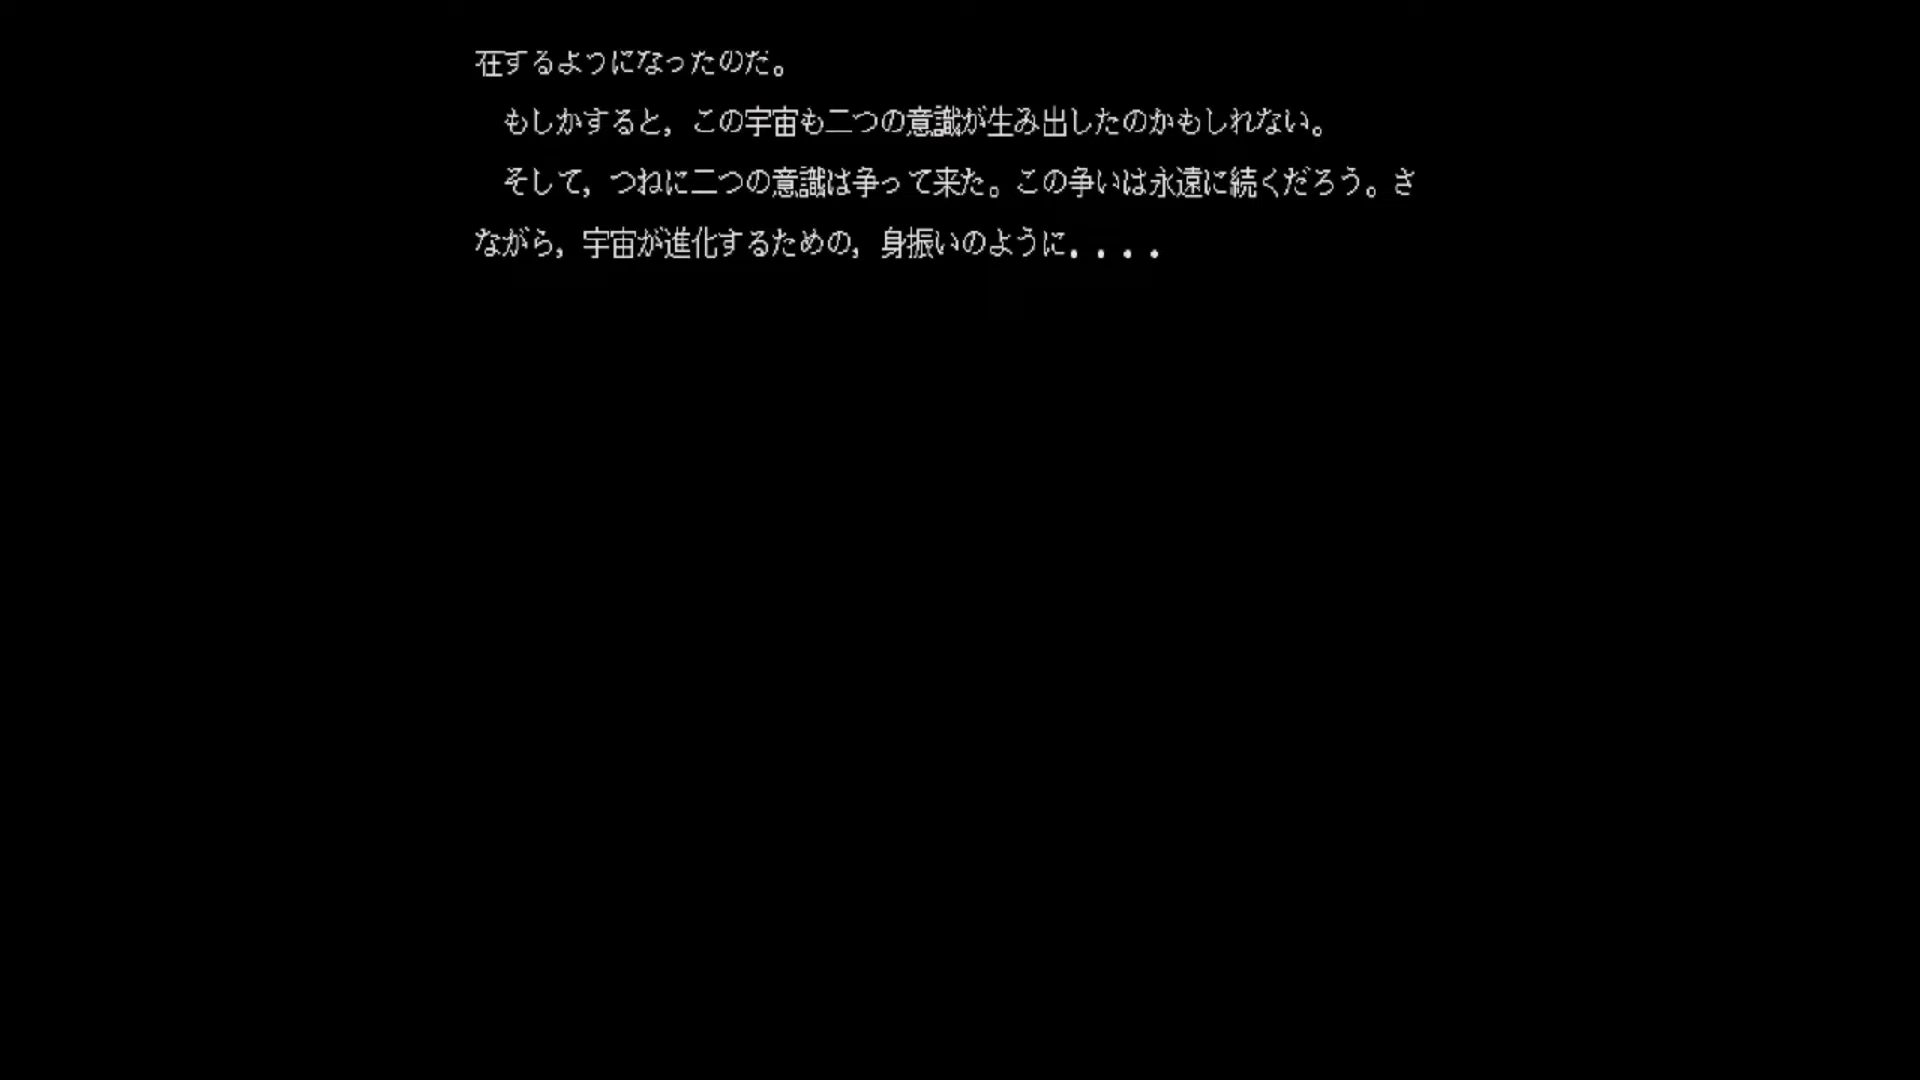 在するようになったのだ。
もしかすると，この宇宙も二つの意識が生み出したのかもしれない。
そして，つねに二つの意識は争って来た。この争いは永遠に続くだろう。さ
ながら，宇宙が進化するための，身振いのように．．．．